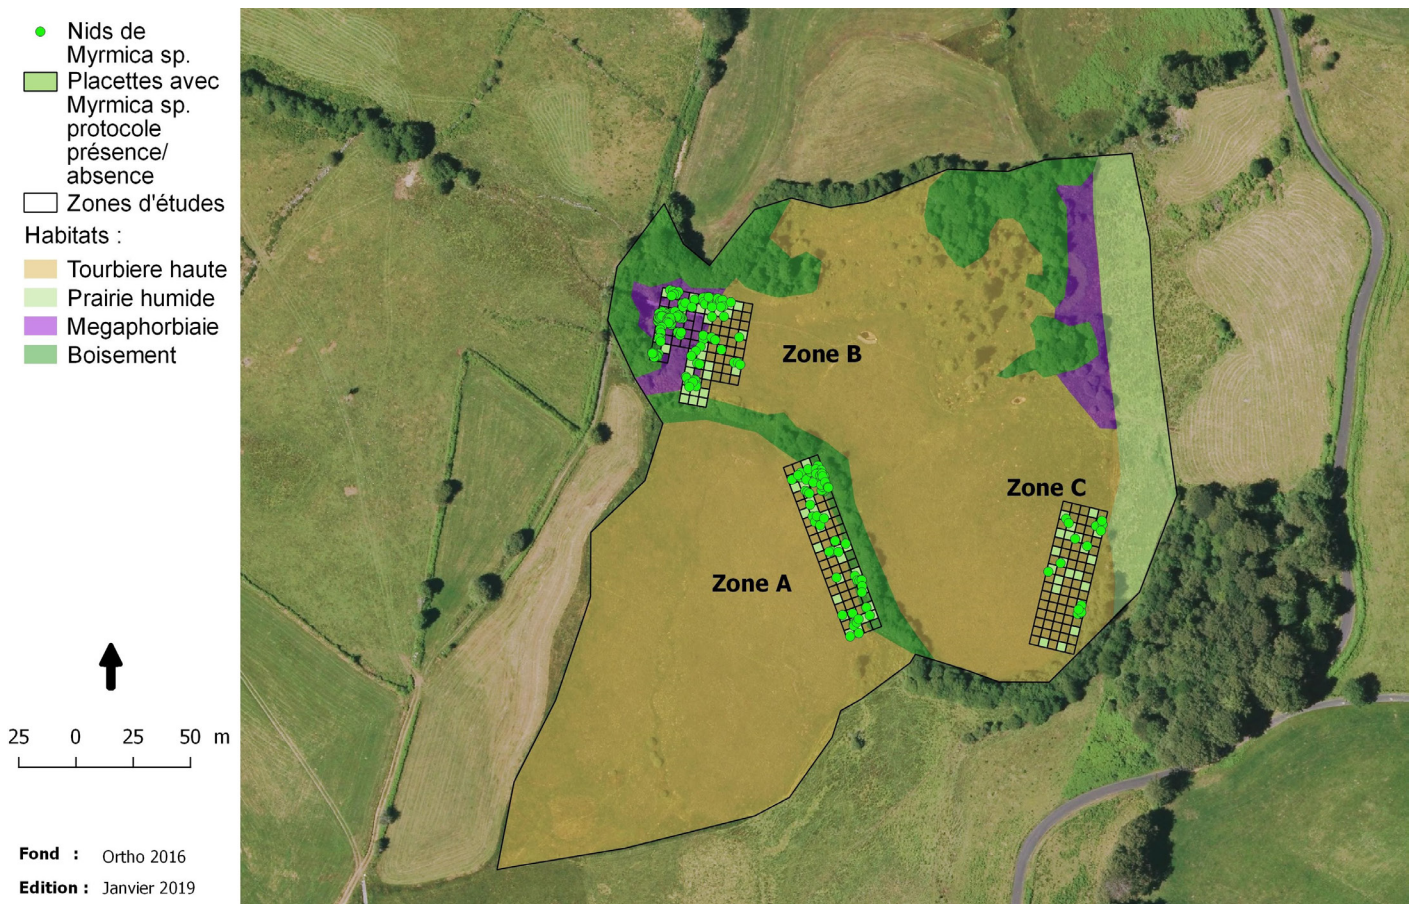 Nids de
Myrmica sp.
Placettes avec
Myrmica sp.
protocole
présence/
absence
Zones d'études
Habitats :
Tourbiere haute
Prairie humide
Megaphorbiaie
Boisement
Zone B
Zone C
Zone A
25 0 25 50 m
Fond : Ortho 2016
Edition : Janvier 2019